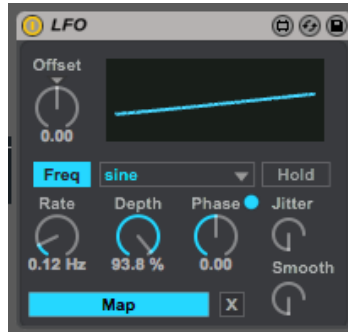 LFO
Offset
0.00
Freq sine Hold
Rate Depth Phase Jitter
0.12 Hz 93.8 % 0.00
Smooth
Map X